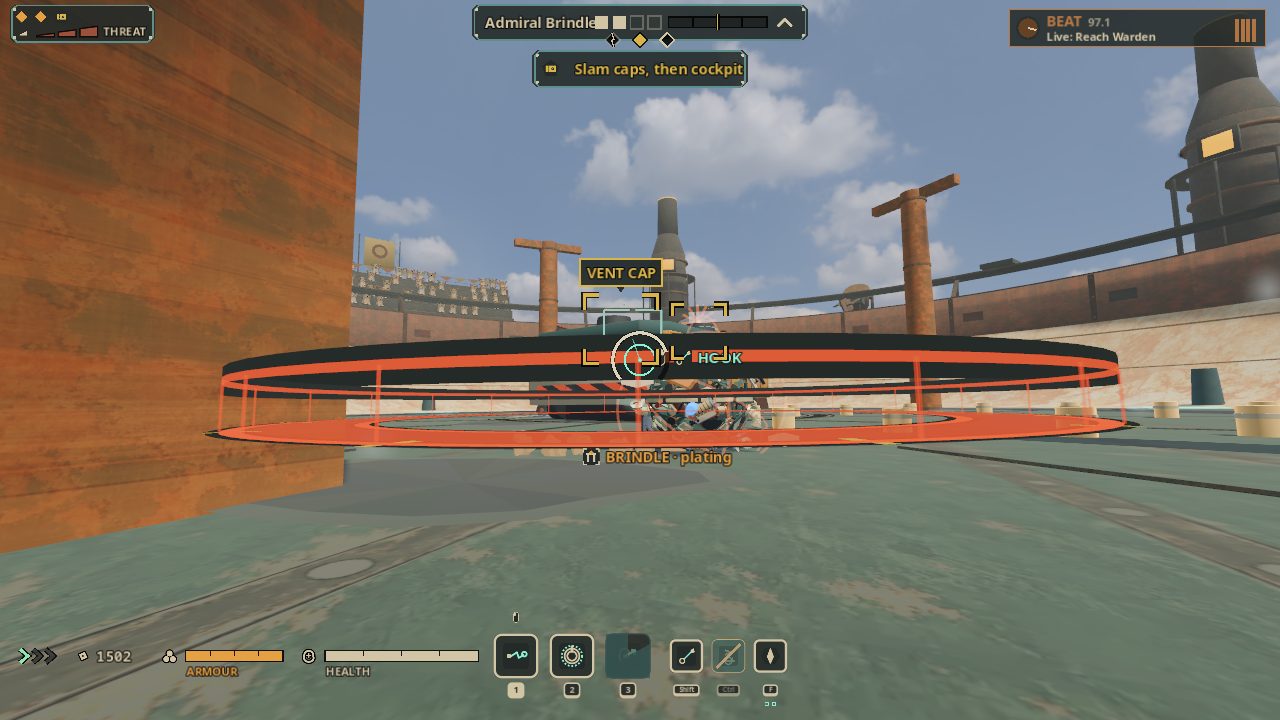 THREAT
Admiral Brindle
Slam caps, then cockpit
BEAT 97.1
Live: Reach Warden
VENT CAP
HOOK
BRINDLE - plating
1502
ARMOUR
HEALTH
1
2
3
Shift
Ctrl
F